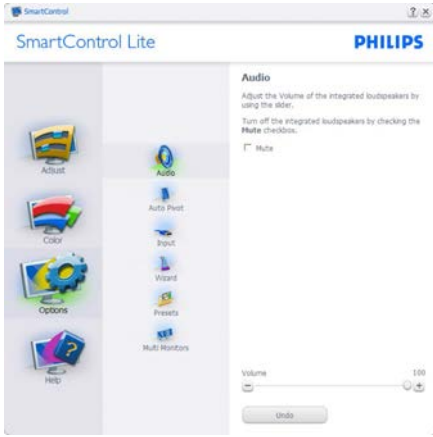 SmartControl
? ×
SmartControl Lite
PHILIPS
Adjust
Color
Options
Help
Audio
Auto Pivot
Input
Wizard
Presets
Multi Monitors
Audio
Adjust the Volume of the integrated loudspeakers by
using the slider.
Turn off the integrated loudspeakers by checking the
Mute checkbox.
Mute
Volume 100
Undo